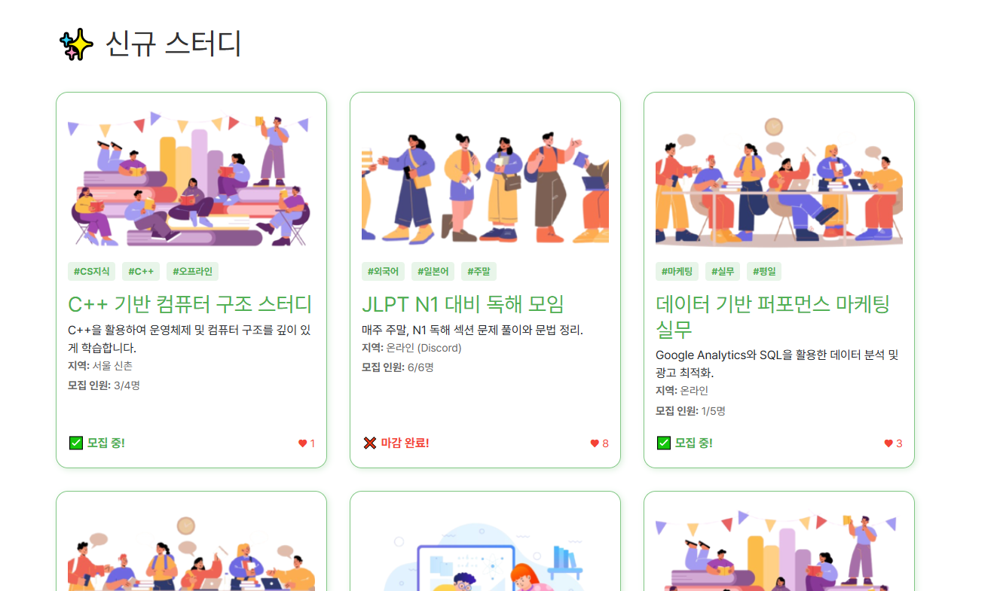 ✨ 신규 스터디
#CS지식 #C++ #오프라인
C++ 기반 컴퓨터 구조 스터디
C++을 활용하여 운영체제 및 컴퓨터 구조를 깊이 있
게 학습합니다.
지역: 서울 신촌
모집 인원: 3/4명
✅ 모집 중!
♥ 1
#외국어 #일본어 #주말
JLPT N1 대비 독해 모임
매주 주말, N1 독해 섹션 문제 풀이와 문법 정리.
지역: 온라인 (Discord)
모집 인원: 6/6명
❌ 마감 완료!
♥ 8
#마케팅 #실무 #평일
데이터 기반 퍼포먼스 마케팅
실무
Google Analytics와 SQL을 활용한 데이터 분석 및
광고 최적화.
지역: 온라인
모집 인원: 1/5명
✅ 모집 중!
♥ 3